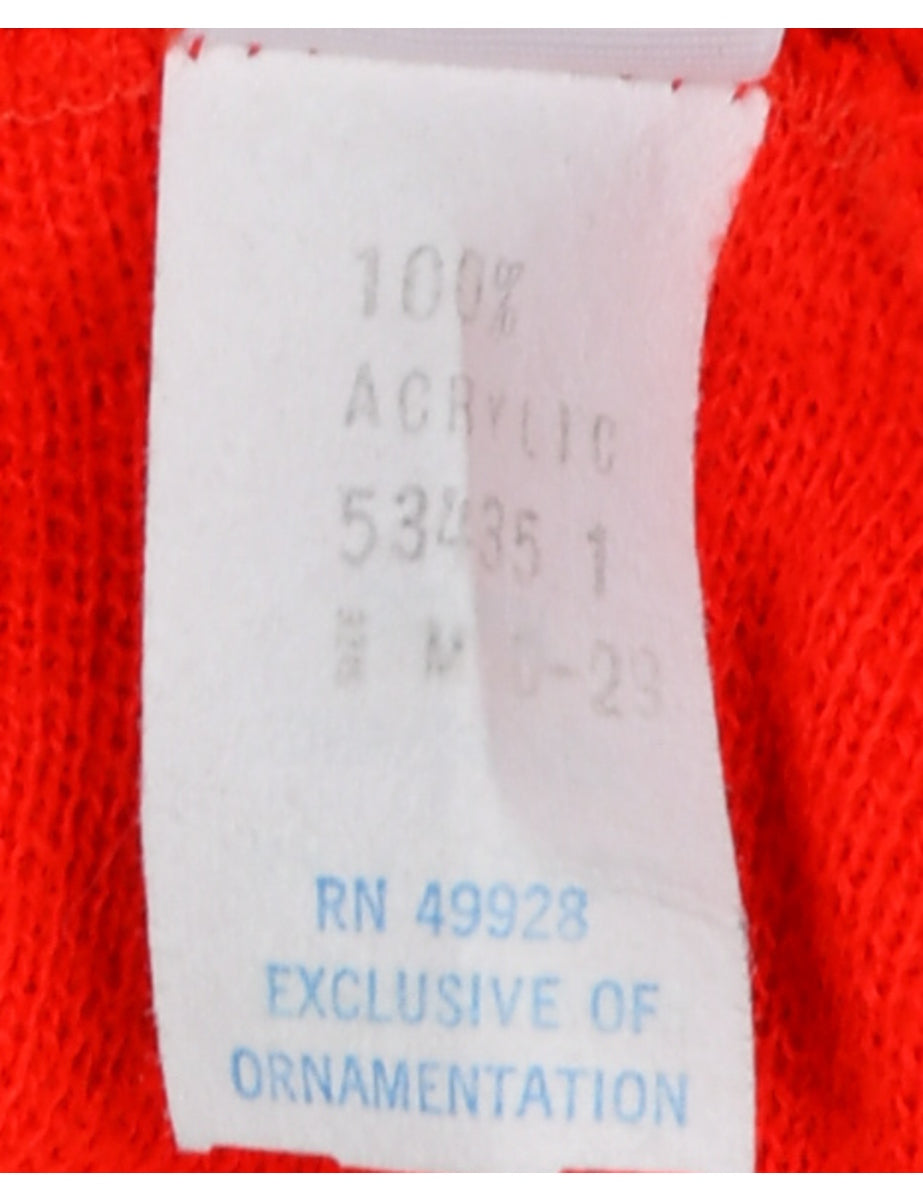 100%
ACRYLIC
53435 1
M
RN 49928
EXCLUSIVE OF
ORNAMENTATION